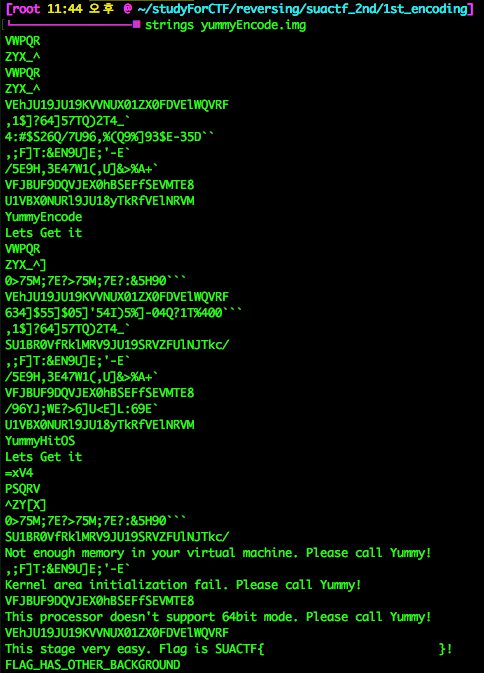 [root 11:44 오후 @ ~/studyForCTF/reversing/suactf_2nd/1st_encoding]
strings yummyEncode.img
VWPQR
ZYX_^
VWPQR
ZYX_^
VEhJU19JU19KVVNUX01ZX0FDVElWQVRF
,1$]?64]57TQ)2T4_`
4:#$S26Q/7U96,%(Q9%]93$E-35D``
,;F]T:&EN9U]E;'-E`
/5E9H,3E47W1(,U]&>%A+`
VFJBUF9DQVJEX0hBSEFfSEVMTE8
U1VBX0NURl9JU18yTkRfVElNRVM
YummyEncode
Lets Get it
VWPQR
ZYX_^]
0>75M;7E?>75M;7E?:&5H90```
VEhJU19JU19KVVNUX01ZX0FDVElWQVRF
634]$55]$05]'54I)5%]-04Q?1T%400```
,1$]?64]57TQ)2T4_`
SU1BR0VfRklMRV9JU19SRVZFUlNJTkc/
,;F]T:&EN9U]E;'-E`
/5E9H,3E47W1(,U]&>%A+`
VFJBUF9DQVJEX0hBSEFfSEVMTE8
/96YJ;WE?>6]U<E]L:69E`
U1VBX0NURl9JU18yTkRfVElNRVM
YummyHitOS
Lets Get it
=xV4
PSQRV
^ZY[X]
0>75M;7E?>75M;7E?:&5H90```
SU1BR0VfRklMRV9JU19SRVZFUlNJTkc/
Not enough memory in your virtual machine. Please call Yummy!
,;F]T:&EN9U]E;'-E`
Kernel area initialization fail. Please call Yummy!
VFJBUF9DQVJEX0hBSEFfSEVMTE8
This processor doesn't support 64bit mode. Please call Yummy!
VEhJU19JU19KVVNUX01ZX0FDVElWQVRF
This stage very easy. Flag is SUACTF{ }!
FLAG_HAS_OTHER_BACKGROUND